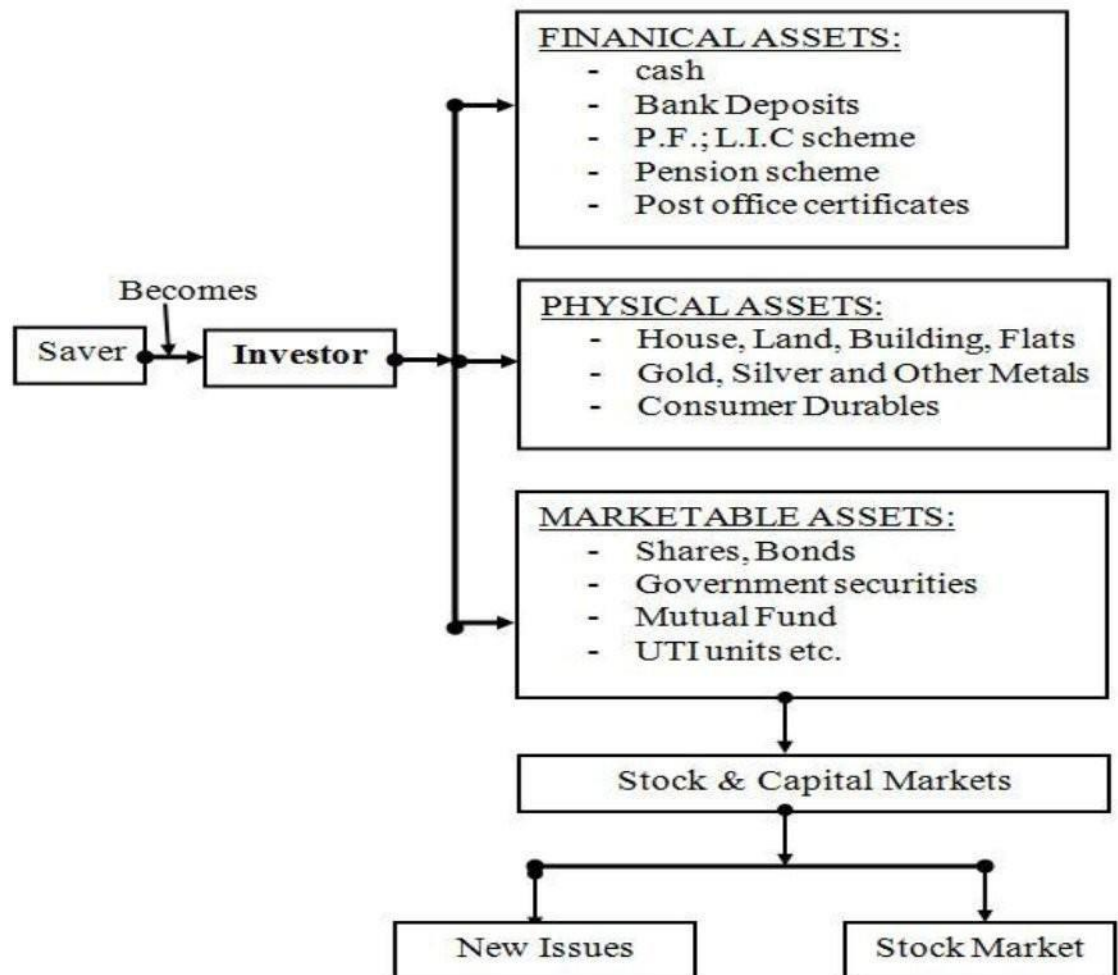 FINANICAL ASSETS:
- cash
- Bank Deposits
- P.F.; L.I.C scheme
- Pension scheme
- Post office certificates
Becomes
Saver
Investor
PHYSICAL ASSETS:
- House, Land, Building, Flats
- Gold, Silver and Other Metals
- Consumer Durables
MARKETABLE ASSETS:
- Shares, Bonds
- Government securities
- Mutual Fund
- UTI units etc.
Stock & Capital Markets
New Issues
Stock Market